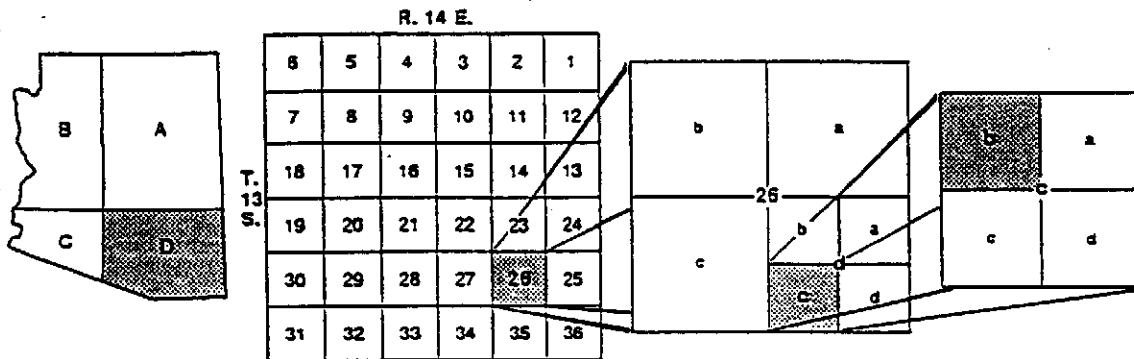 R. 14 E.
B A
C D
T.
13
S.
6 5 4 3 2 1
7 8 9 10 11 12
18 17 16 15 14 13
19 20 21 22 23 24
30 29 28 27 26 25
31 32 33 34 35 36
b a
26
b a
c d
c d
b a
c
c d